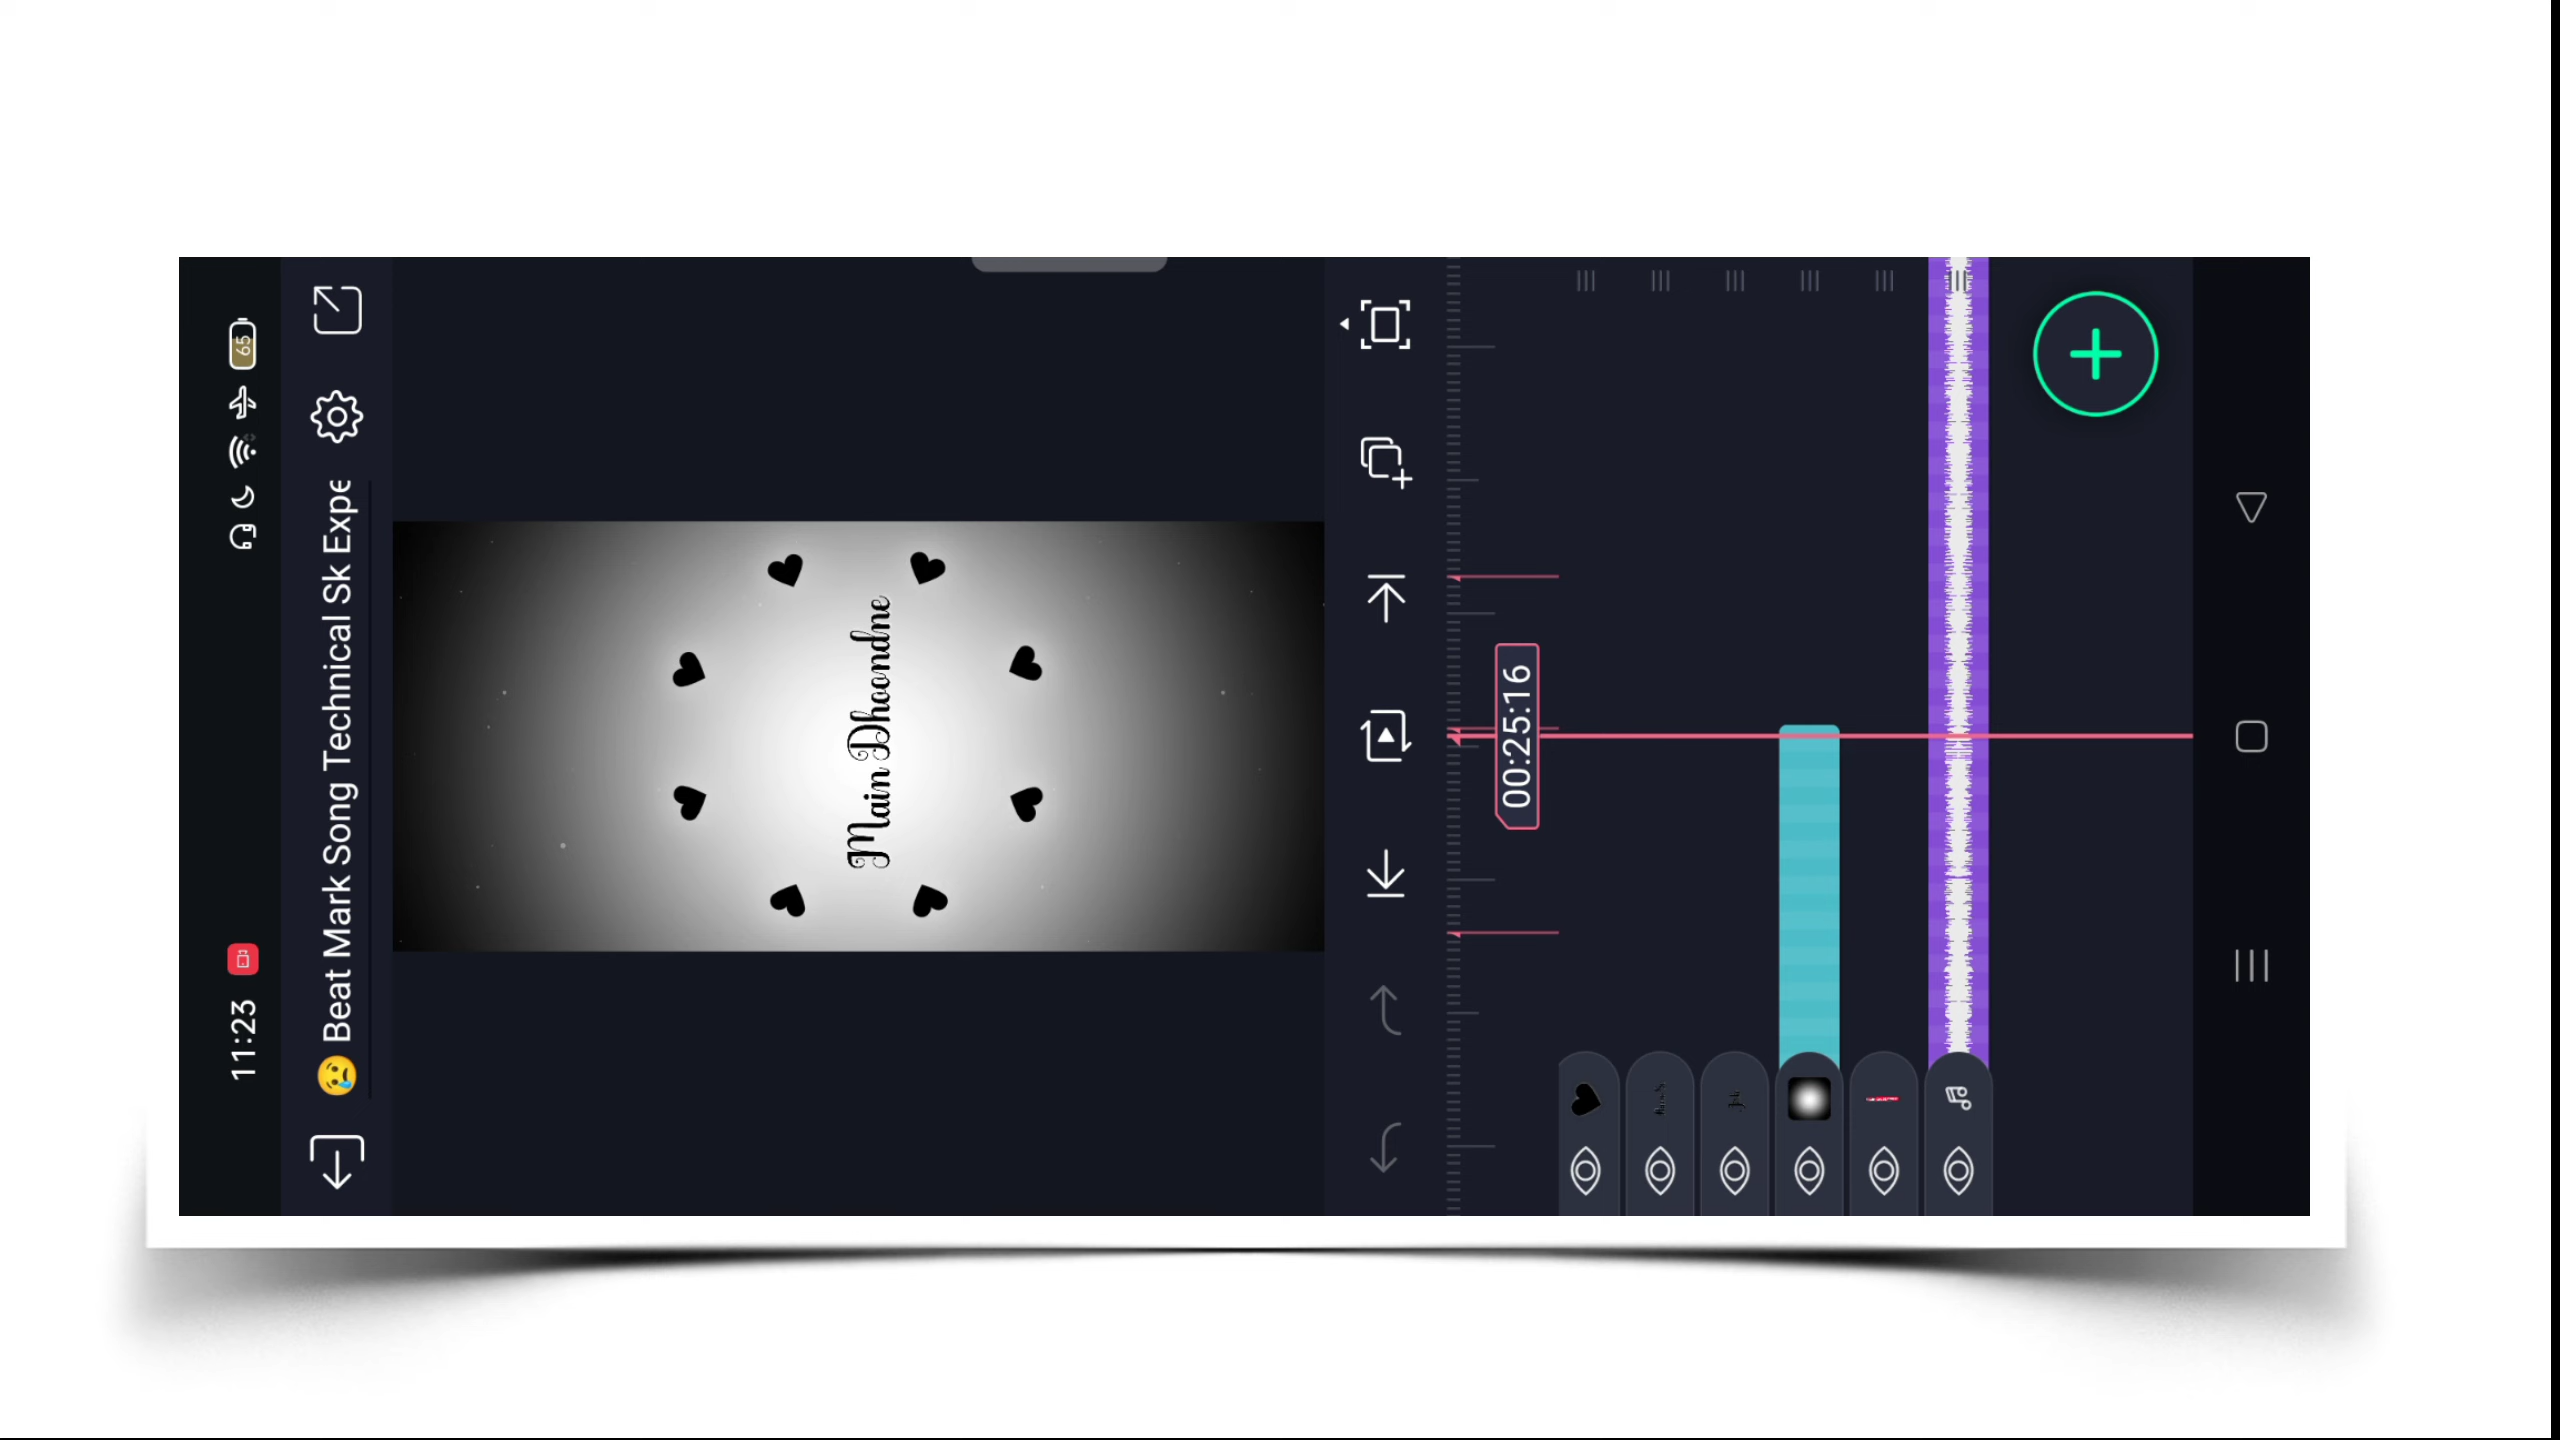 11:23
65
😢 Beat Mark Song Technical Sk Expe
Main Dhoondne
00:25:16